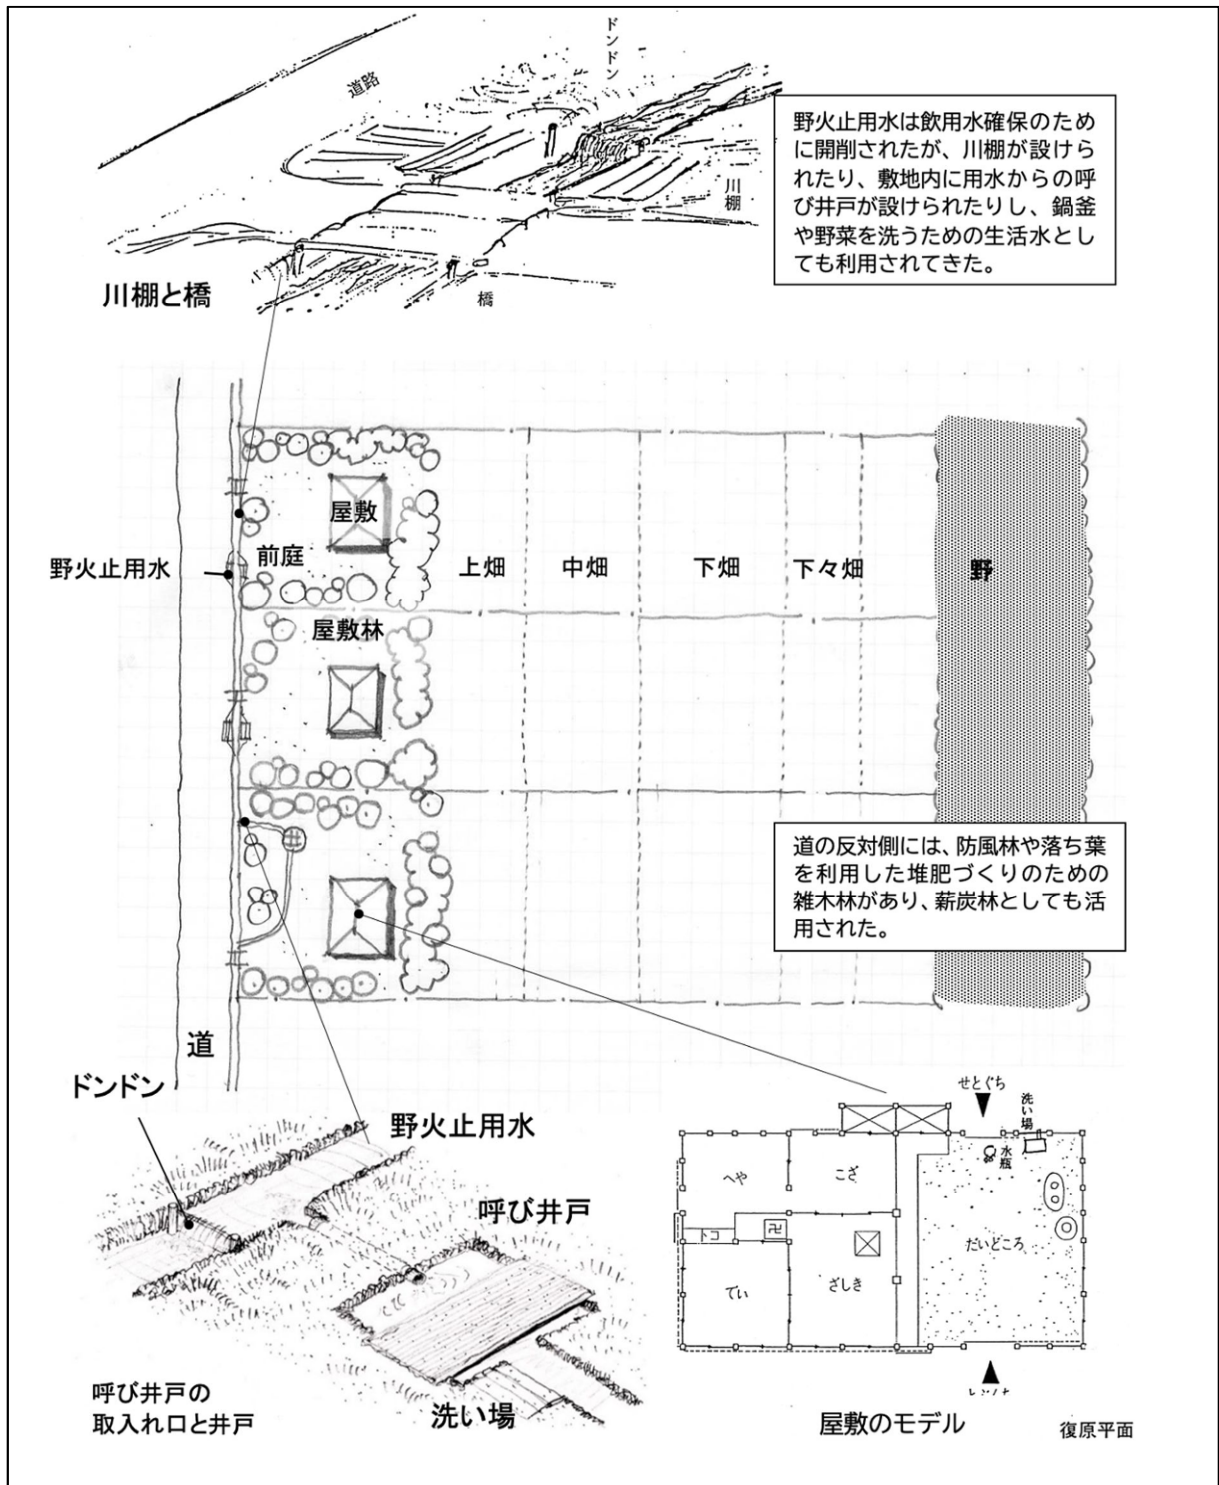 ドンドン
道路
川棚
橋
川棚と橋
野火止用水は飲用水確保のため
に開削されたが、川棚が設けら
れたり、敷地内に用水からの呼
び井戸が設けられたりし、鍋釜
や野菜を洗うための生活水とし
ても利用されてきた。
屋敷
前庭
野火止用水
上畑
中畑
下畑
下々畑
野
屋敷林
道の反対側には、防風林や落ち葉
を利用した堆肥づくりのための
雑木林があり、薪炭林としても活
用された。
道
ドンドン
野火止用水
呼び井戸
洗い場
呼び井戸の
取入れ口と井戸
せとぐち
洗い場
水瓶
へや
こざ
トコ
卍
だいどころ
でい
ざしき
屋敷のモデル
復原平面